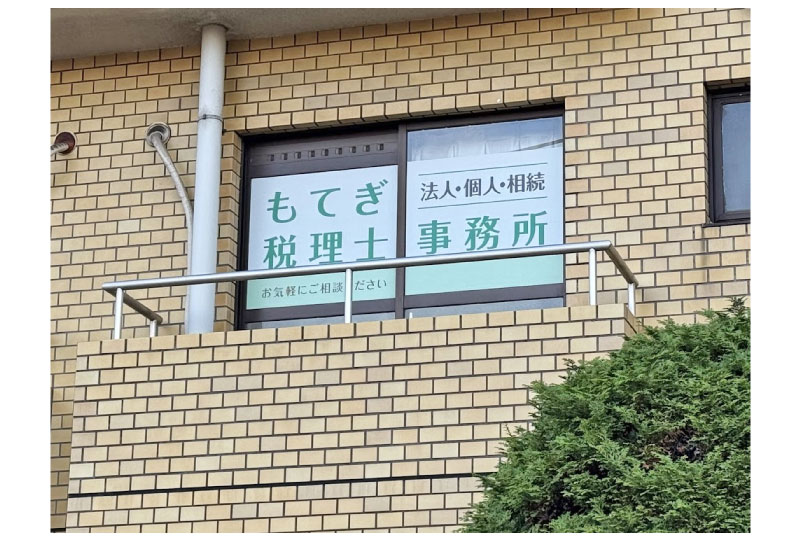 もてぎ
税理士
お気軽にご相談ください
法人・個人・相続
事務所